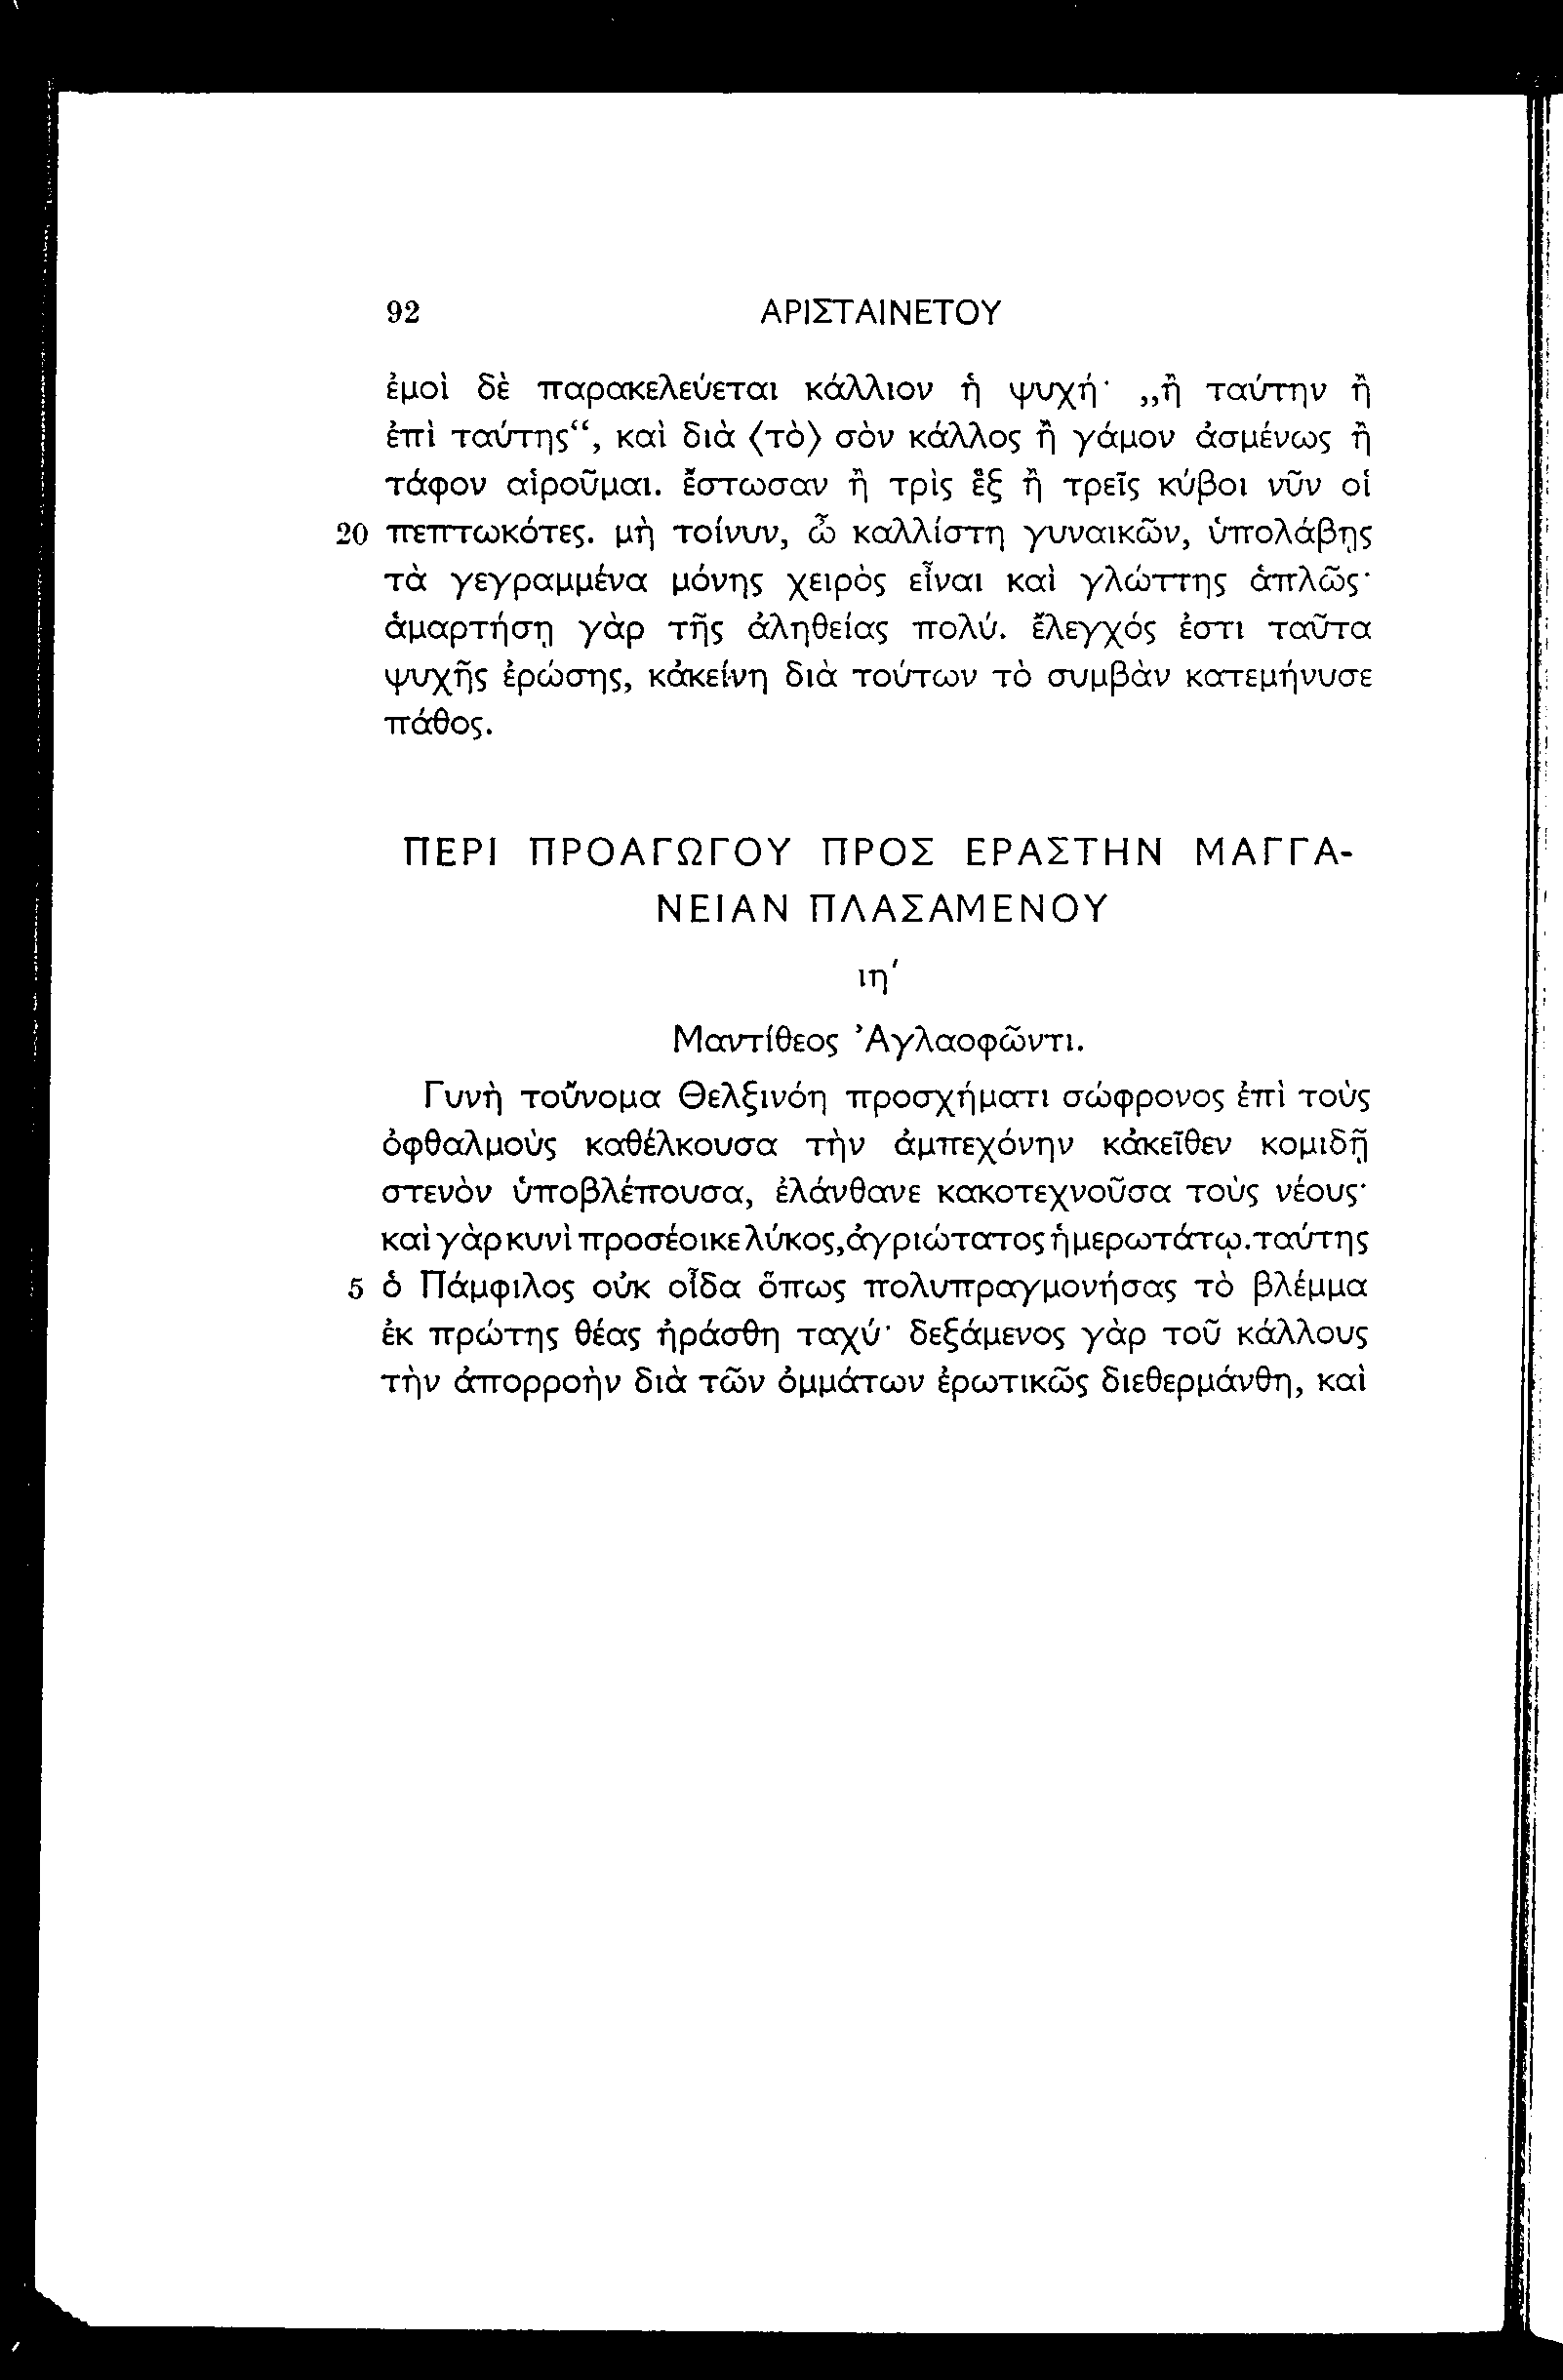 92 ΑΡΙΣΤΑΙΝΕΤΟΥ
ἐμοὶ δὲ παρακελεύεται κάλλιον ἡ ψυχή· „ἢ ταύτην ἢ
ἐπὶ ταύτης“, καὶ διὰ ⟨τὸ⟩ σὸν κάλλος ἢ γάμον ἀσμένως ἢ
τάφον αἱροῦμαι. ἔστωσαν ἢ τρὶς ἓξ ἢ τρεῖς κύβοι νῦν οἱ
20 πεπτωκότες. μὴ τοίνυν, ὦ καλλίστη γυναικῶν, ὑπολάβῃς
τὰ γεγραμμένα μόνης χειρὸς εἶναι καὶ γλώττης ἁπλῶς·
ἁμαρτήσῃ γὰρ τῆς ἀληθείας πολύ. ἔλεγχός ἐστι ταῦτα
ψυχῆς ἐρώσης, κἀκείνη διὰ τούτων τὸ συμβὰν κατεμήνυσε
πάθος.
ΠΕΡΙ ΠΡΟΑΓΩΓΟΥ ΠΡΟΣ ΕΡΑΣΤΗΝ ΜΑΓΓΑ-
ΝΕΙΑΝ ΠΛΑΣΑΜΕΝΟΥ
ιη′
Μαντίθεος Ἀγλαοφῶντι.
Γυνὴ τοὔνομα Θελξινόη προσχήματι σώφρονος ἐπὶ τοὺς
ὀφθαλμοὺς καθέλκουσα τὴν ἀμπεχόνην κἀκεῖθεν κομιδῇ
στενὸν ὑποβλέπουσα, ἐλάνθανε κακοτεχνοῦσα τοὺς νέους·
καὶ γὰρ κυνὶ προσέοικε λύκος, ἀγριώτατος ἡμερωτάτῳ. ταύτης
5 ὁ Πάμφιλος οὐκ οἶδα ὅπως πολυπραγμονήσας τὸ βλέμμα
ἐκ πρώτης θέας ἠράσθη ταχύ· δεξάμενος γὰρ τοῦ κάλλους
τὴν ἀπορροὴν διὰ τῶν ὀμμάτων ἐρωτικῶς διεθερμάνθη, καὶ